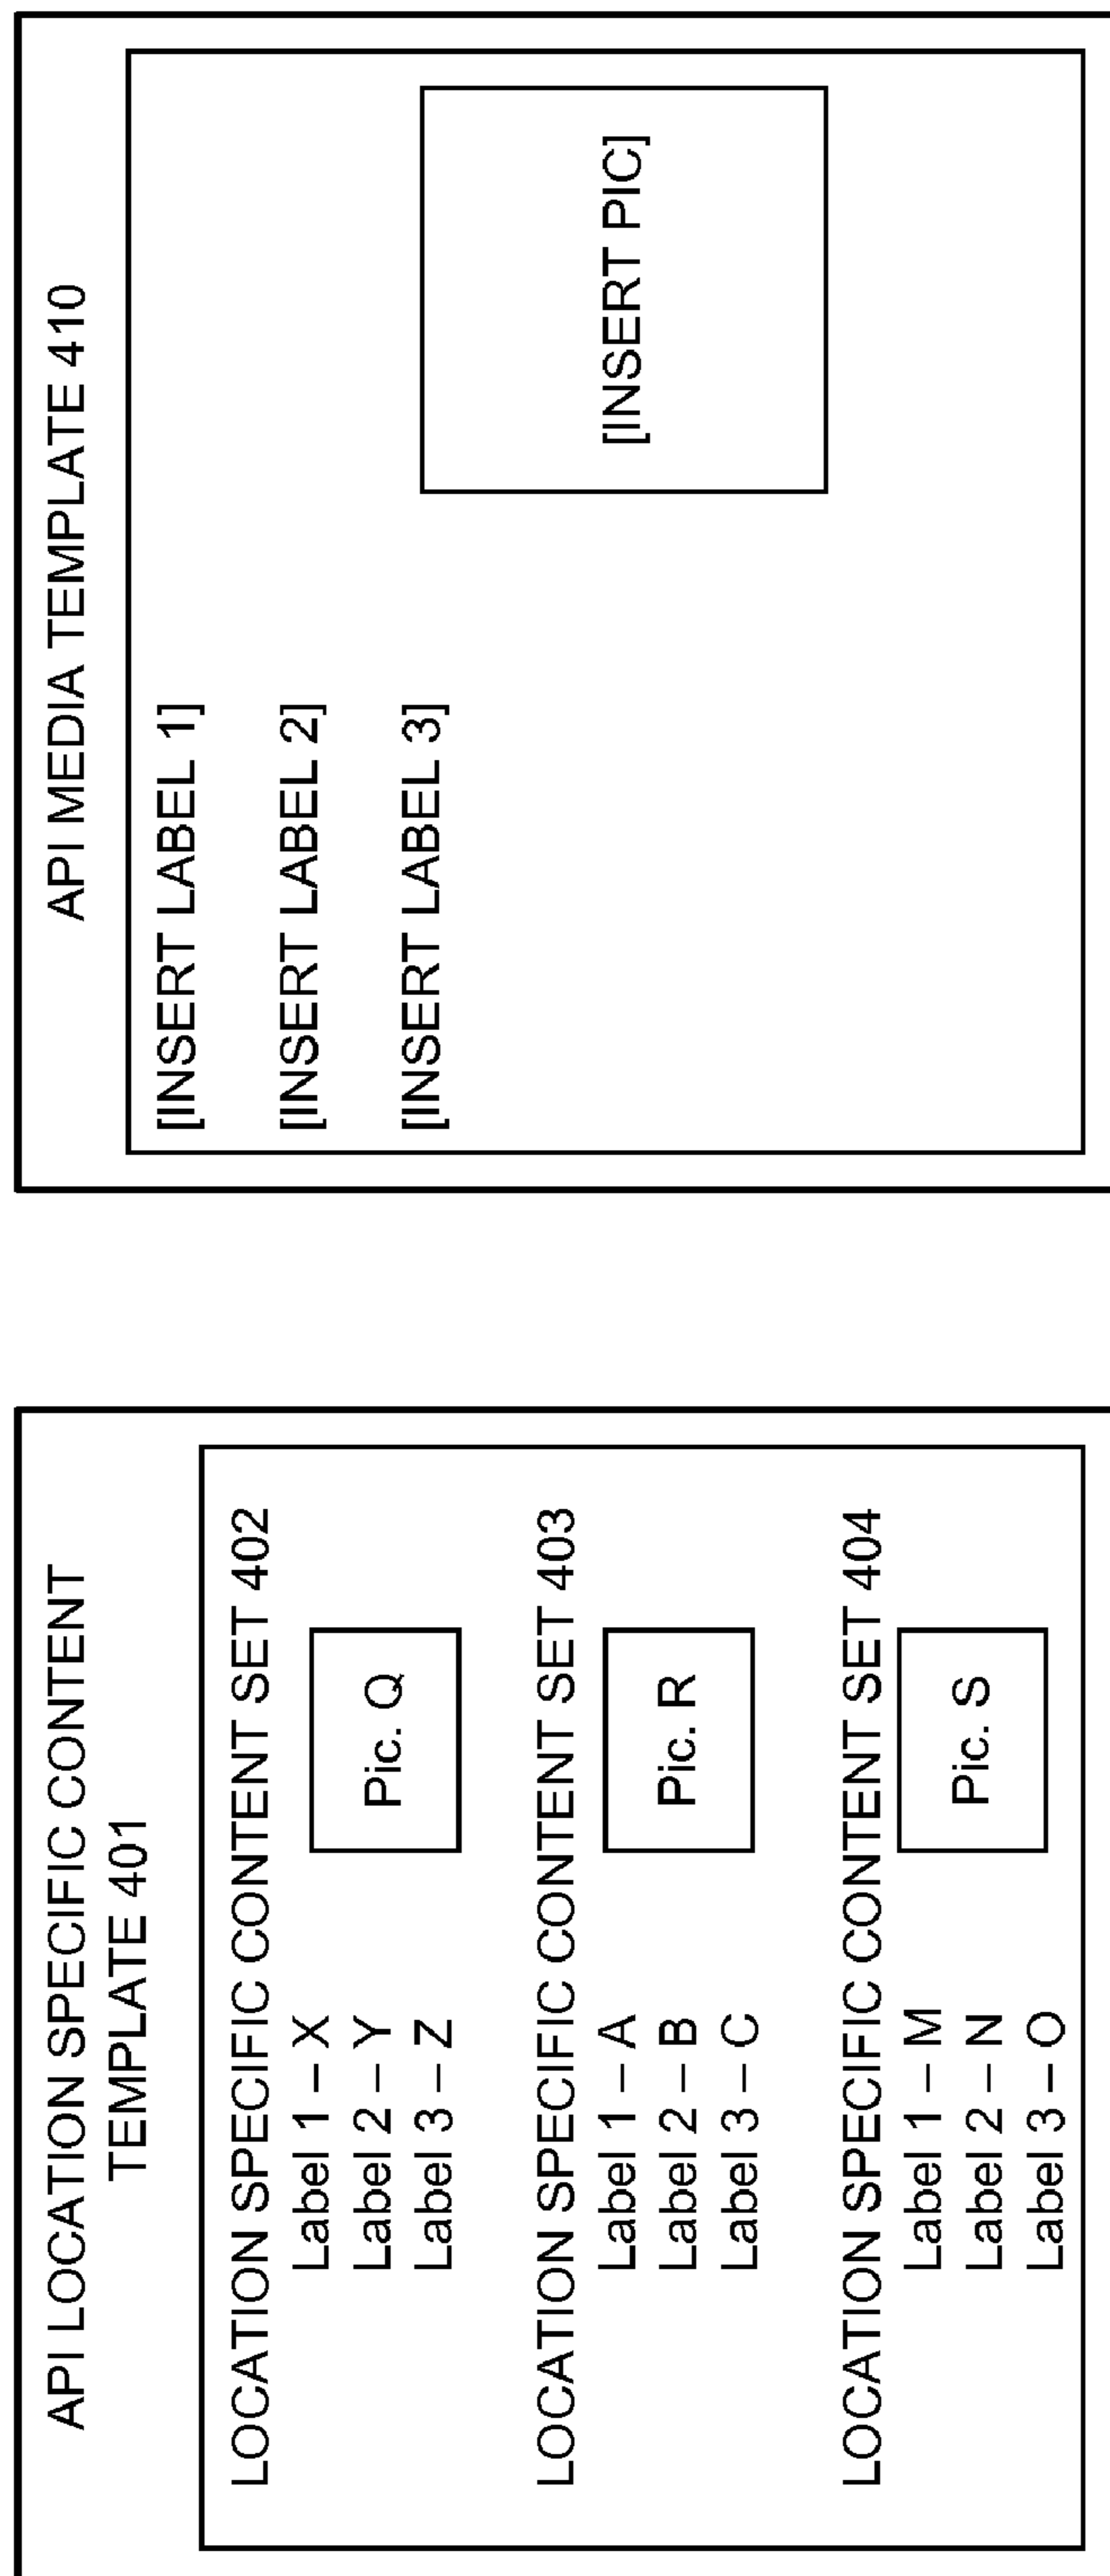 API LOCATION SPECIFIC CONTENT
TEMPLATE 401
LOCATION SPECIFIC CONTENT SET 402
Label 1 – X
Label 2 – Y
Label 3 – Z
Pic. Q
LOCATION SPECIFIC CONTENT SET 403
Label 1 – A
Label 2 – B
Label 3 – C
Pic. R
LOCATION SPECIFIC CONTENT SET 404
Label 1 – M
Label 2 – N
Label 3 – O
Pic. S
API MEDIA TEMPLATE 410
[INSERT LABEL 1]
[INSERT LABEL 2]
[INSERT LABEL 3]
[INSERT PIC]